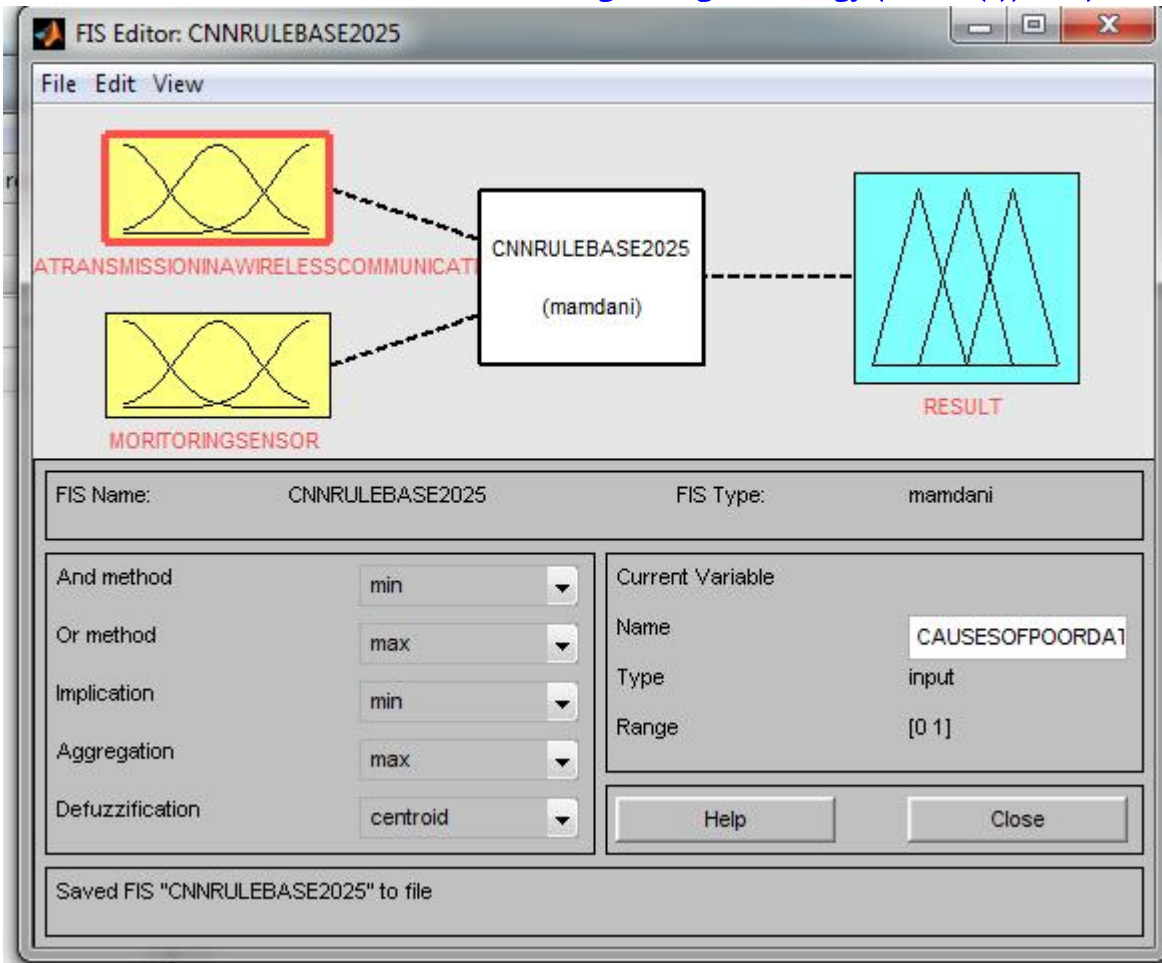 FIS Editor: CNNRULEBASE2025
File Edit View
ATRANSMISSIONINAWIRELESSCOMMUNICATI
CNNRULEBASE2025
(mamdani)
MORITORINGSENSOR
RESULT
FIS Name: CNNRULEBASE2025 FIS Type: mamdani
And method min
Or method max
Implication min
Aggregation max
Defuzzification centroid
Current Variable
Name CAUSESOFPOORDAT
Type input
Range [0 1]
Help Close
Saved FIS "CNNRULEBASE2025" to file